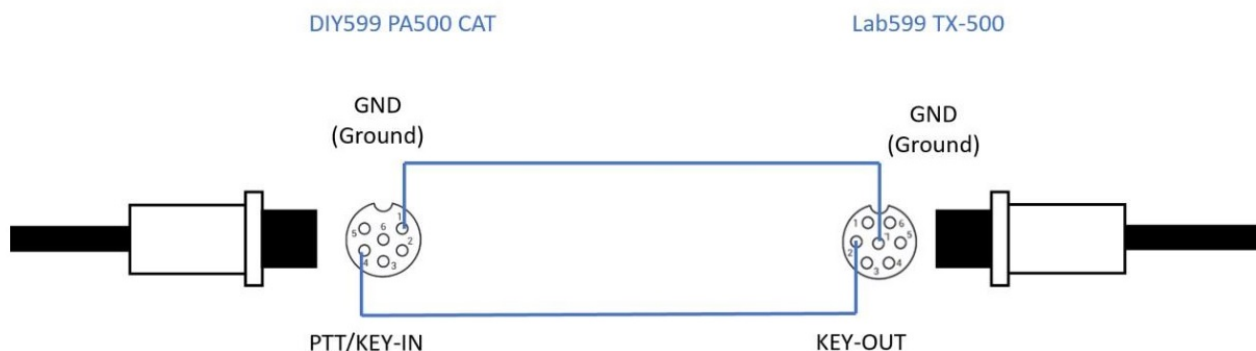 DIY599 PA500 CAT
Lab599 TX-500
GND
(Ground)
GND
(Ground)
1
5
6
2
4
3
1
6
7
5
2
3
4
PTT/KEY-IN
KEY-OUT